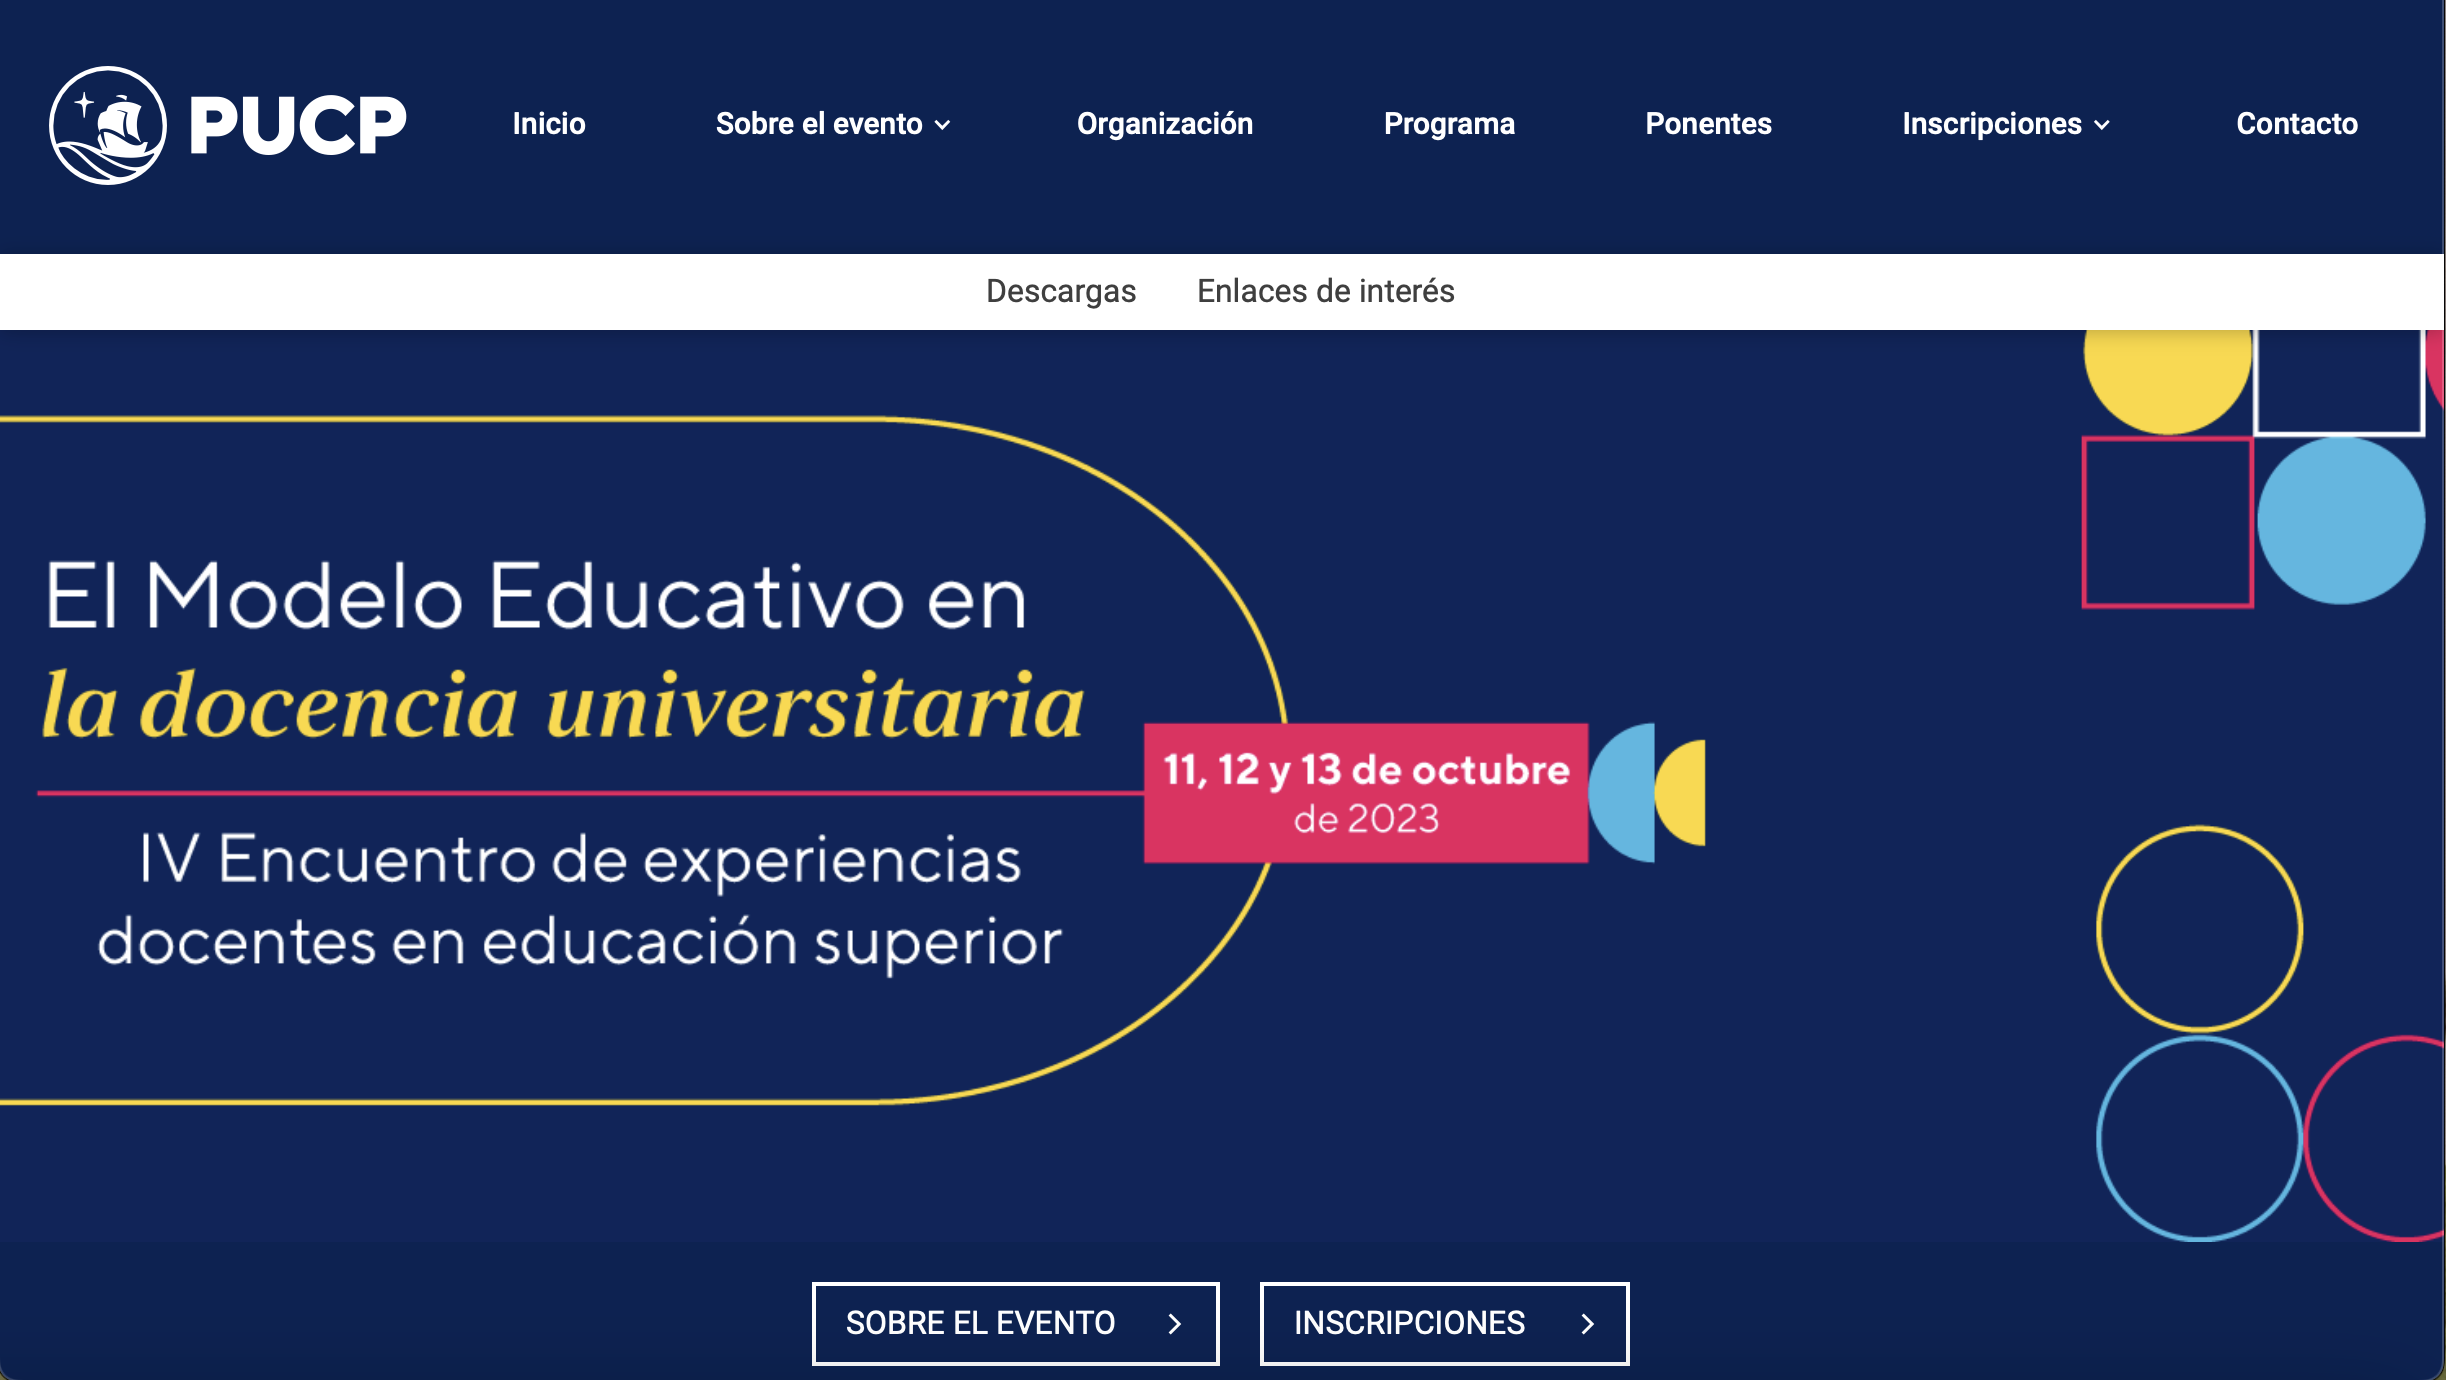 PUCP
Inicio
Sobre el evento
Organización
Programa
Ponentes
Inscripciones
Contacto
Descargas
Enlaces de interés
El Modelo Educativo en
la docencia universitaria
11, 12 y 13 de octubre
de 2023
IV Encuentro de experiencias
docentes en educación superior
SOBRE EL EVENTO
INSCRIPCIONES